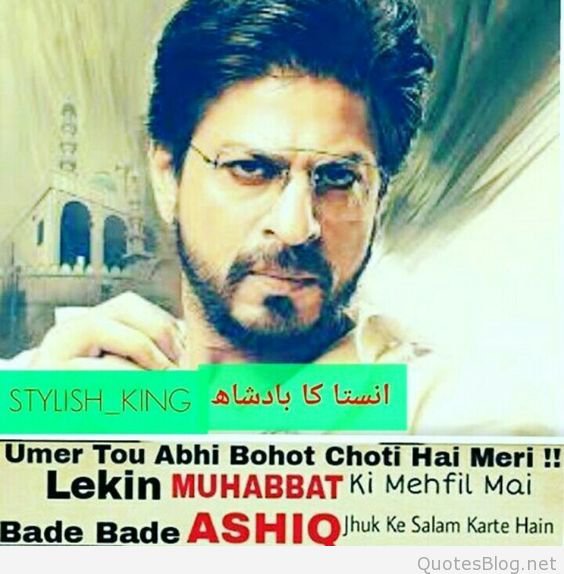 STYLISH_KING انستا کا بادشاہ
Umer Tou Abhi Bohot Choti Hai Meri !!
Lekin MUHABBAT Ki Mehfil Mai
Bade Bade ASHIQ Jhuk Ke Salam Karte Hain
QuotesBlog.net